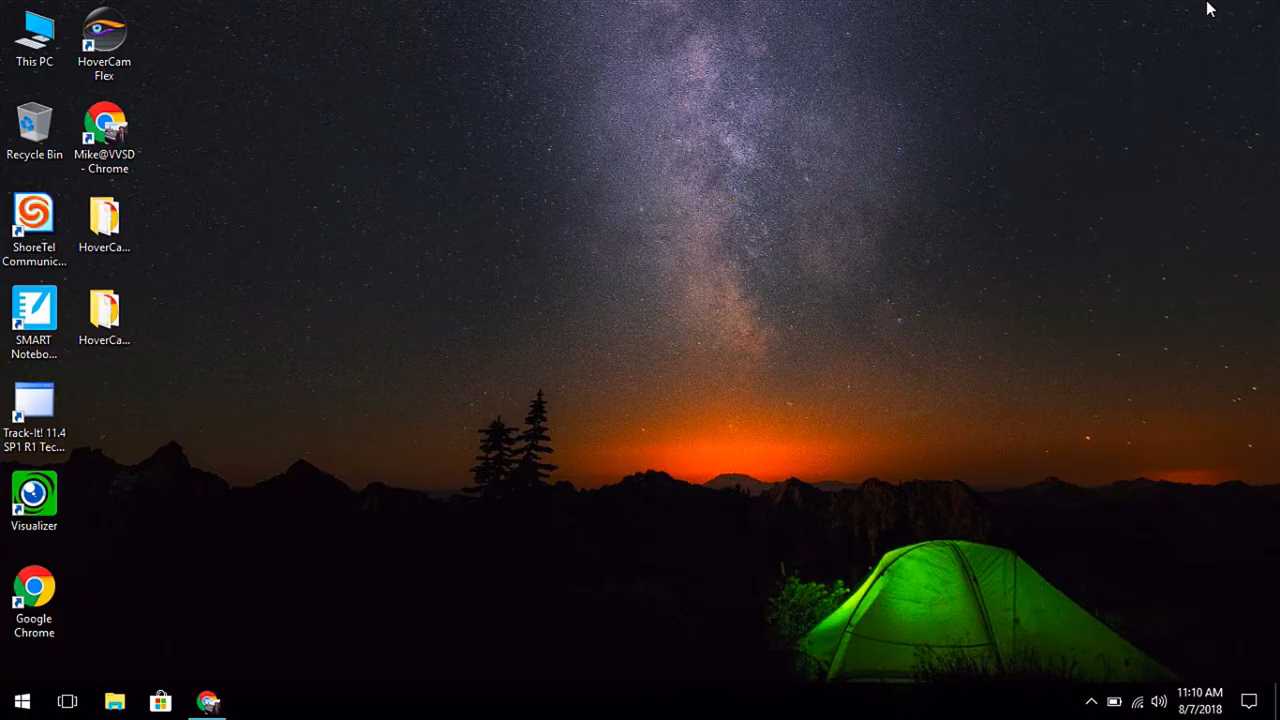 This PC
HoverCam
Flex
Recycle Bin
Mike@VVSD
- Chrome
ShoreTel
Communic...
HoverCa...
SMART
Notebo...
HoverCa...
Track-It! 11.4
SP1 R1 Tec...
Visualizer
Google
Chrome
11:10 AM
8/7/2018